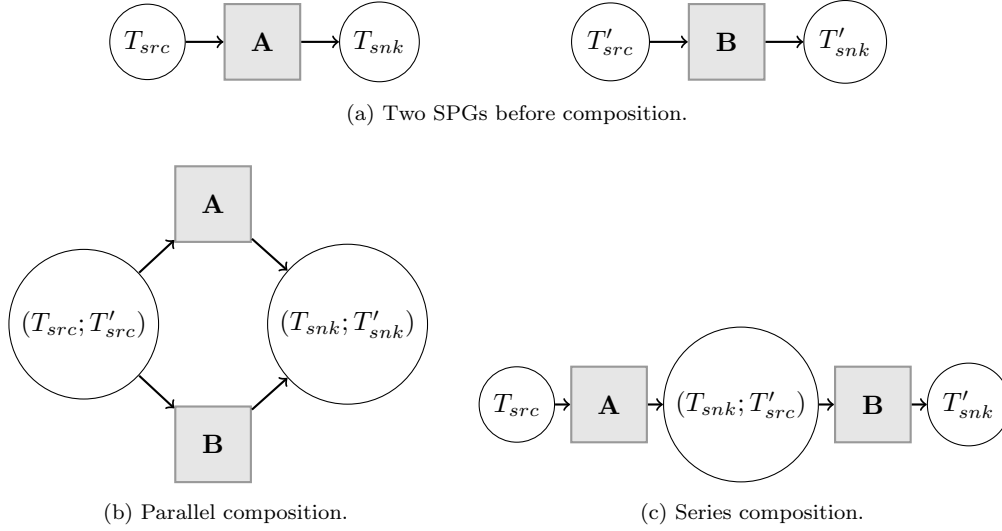 T_src A T_snk T'_src B T'_snk
(a) Two SPGs before composition.
A
(T_src; T'_src) (T_snk; T'_snk)
B
(b) Parallel composition.
T_src A (T_snk; T'_src) B T'_snk
(c) Series composition.